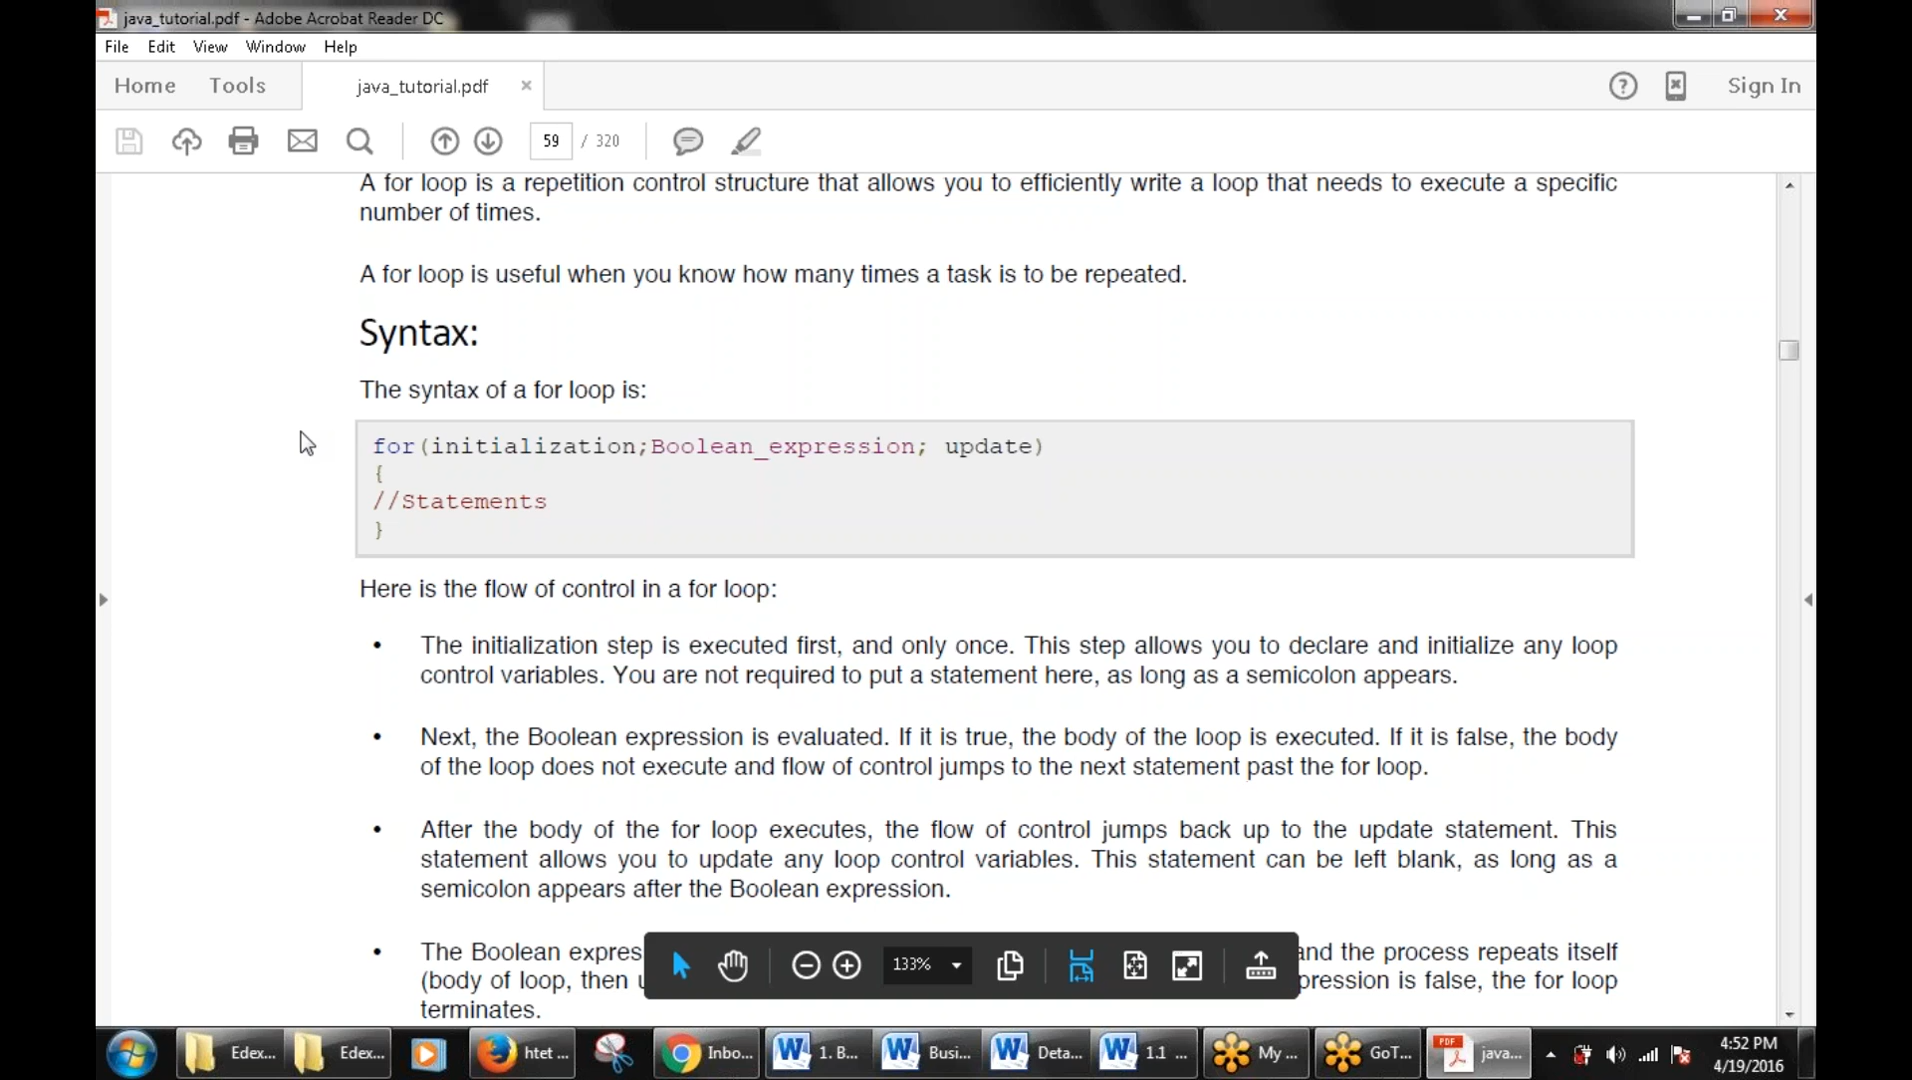 java_tutorial.pdf - Adobe Acrobat Reader DC
File Edit View Window Help
Home Tools java_tutorial.pdf × Sign In
59 / 320
A for loop is a repetition control structure that allows you to efficiently write a loop that needs to execute a specific
number of times.
A for loop is useful when you know how many times a task is to be repeated.
Syntax:
The syntax of a for loop is:
for(initialization;Boolean_expression; update)
{
//Statements
}
Here is the flow of control in a for loop:
• The initialization step is executed first, and only once. This step allows you to declare and initialize any loop
control variables. You are not required to put a statement here, as long as a semicolon appears.
• Next, the Boolean expression is evaluated. If it is true, the body of the loop is executed. If it is false, the body
of the loop does not execute and flow of control jumps to the next statement past the for loop.
• After the body of the for loop executes, the flow of control jumps back up to the update statement. This
statement allows you to update any loop control variables. This statement can be left blank, as long as a
semicolon appears after the Boolean expression.
• The Boolean expres and the process repeats itself
(body of loop, then pression is false, the for loop
terminates.
133%
Edex... Edex... htet ... Inbo... 1. B... Busi... Deta... 1.1 ... My ... GoT... java... 4:52 PM
4/19/2016